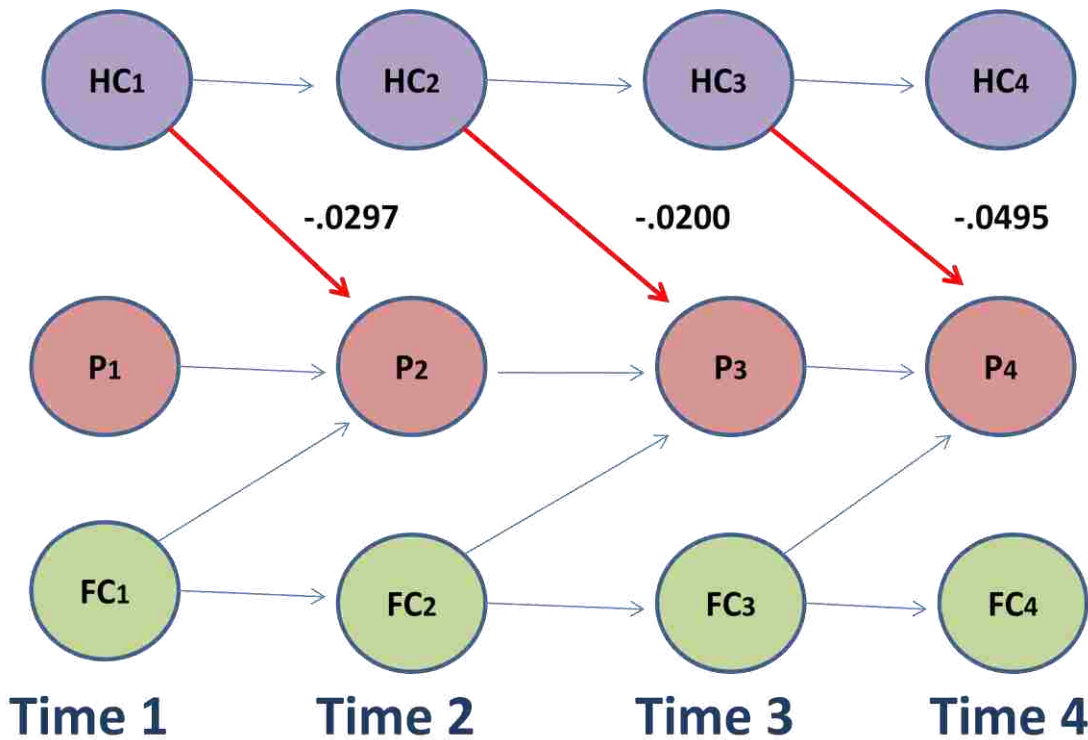 HC1 HC2 HC3 HC4
-.0297 -.0200 -.0495
P1 P2 P3 P4
FC1 FC2 FC3 FC4
Time 1 Time 2 Time 3 Time 4